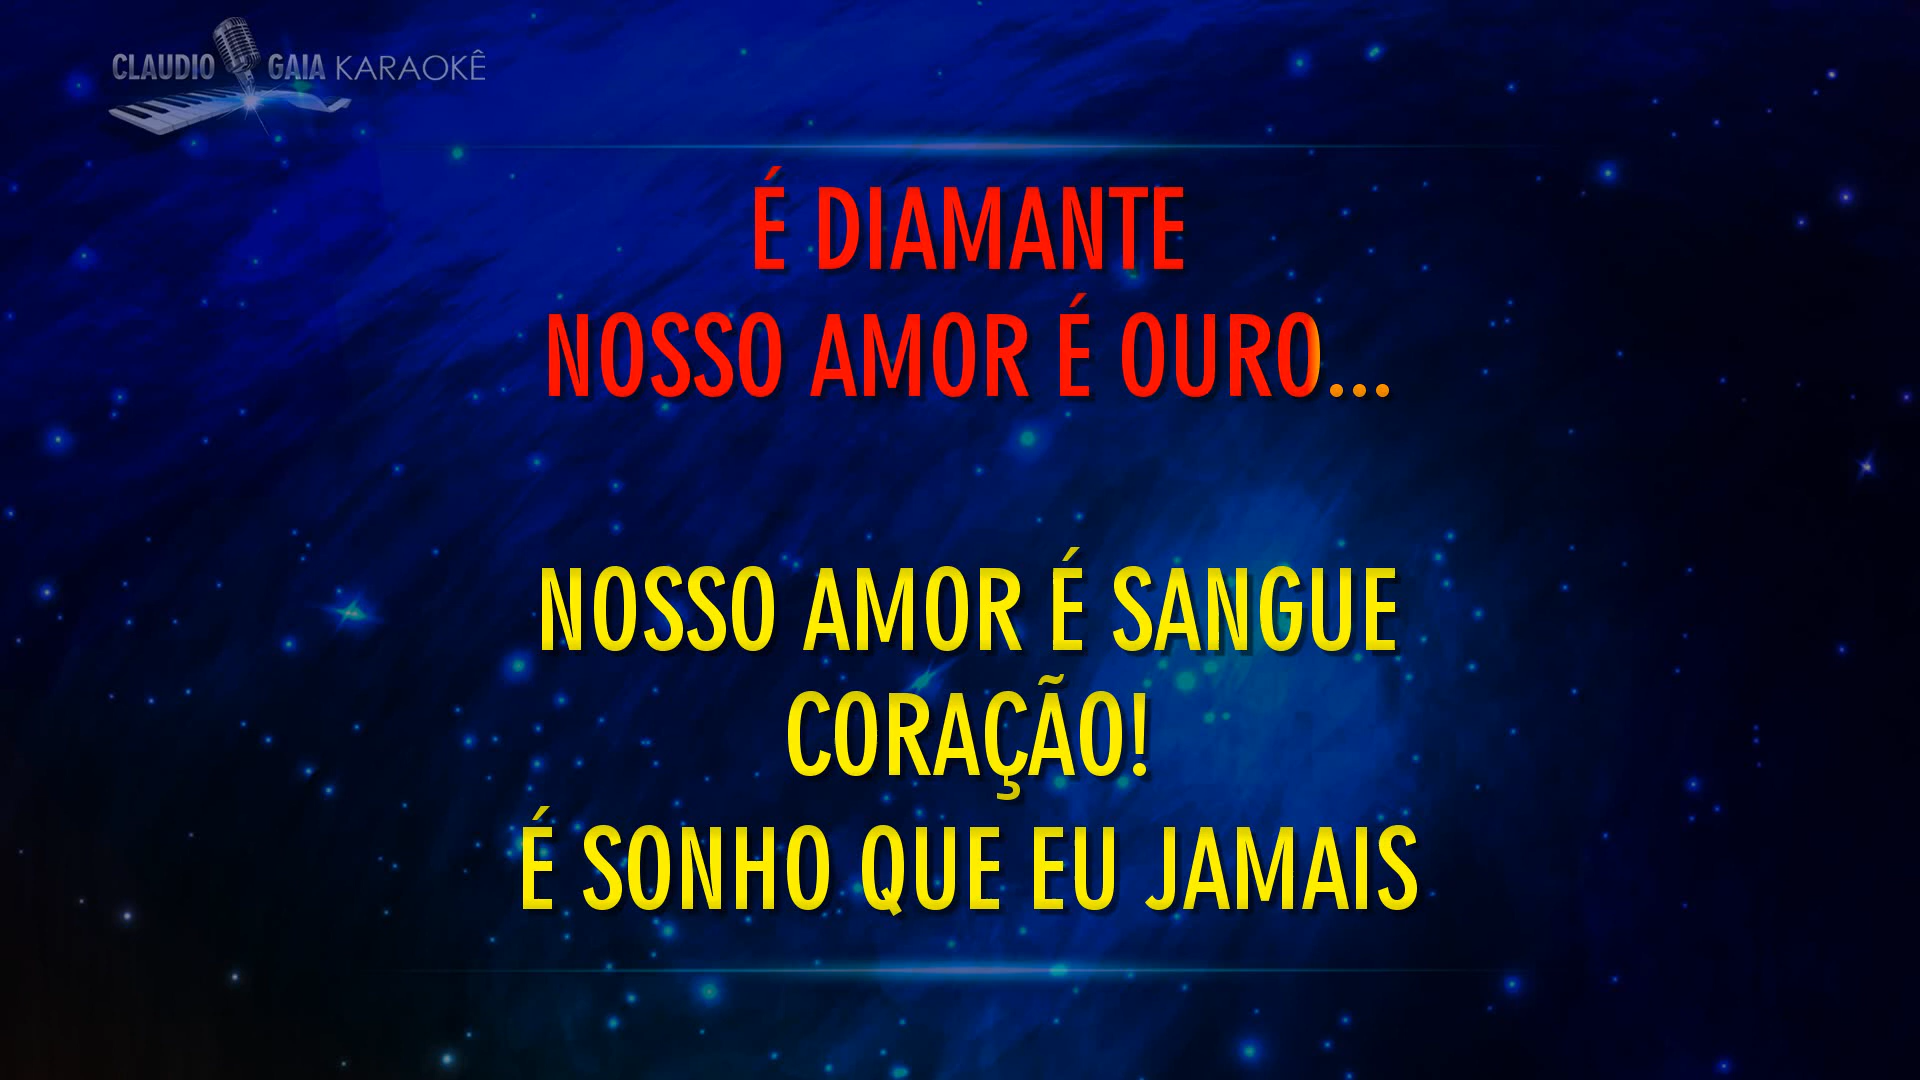 CLAUDIO GAIA KARAOKÊ
É DIAMANTE
NOSSO AMOR É OURO...
NOSSO AMOR É SANGUE
CORAÇÃO!
É SONHO QUE EU JAMAIS